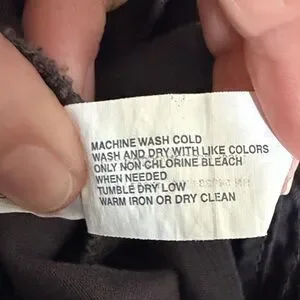 MACHINE WASH COLD
WASH AND DRY WITH LIKE COLORS
ONLY NON CHLORINE BLEACH
WHEN NEEDED
TUMBLE DRY LOW
WARM IRON OR DRY CLEAN